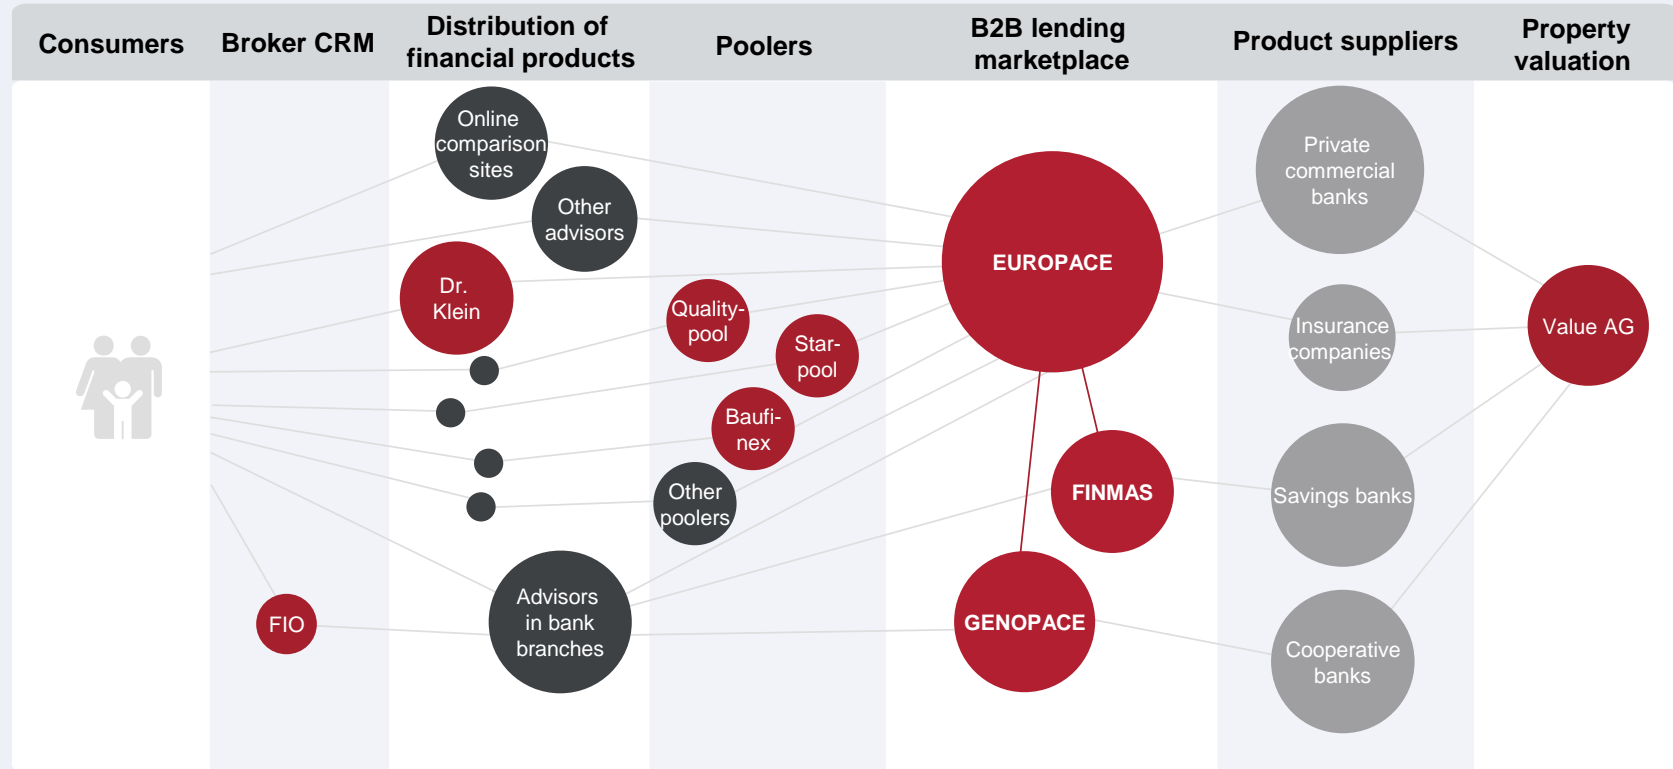 Consumers
Broker CRM
Distribution of
financial products
Poolers
B2B lending
marketplace
Product suppliers
Property
valuation
Online
comparison
sites
Other
advisors
Dr.
Klein
Advisors
in bank
branches
FIO
Quality-
pool
Star-
pool
Baufi-
nex
Other
poolers
EUROPACE
FINMAS
GENOPACE
Private
commercial
banks
Insurance
companies
Savings banks
Cooperative
banks
Value AG